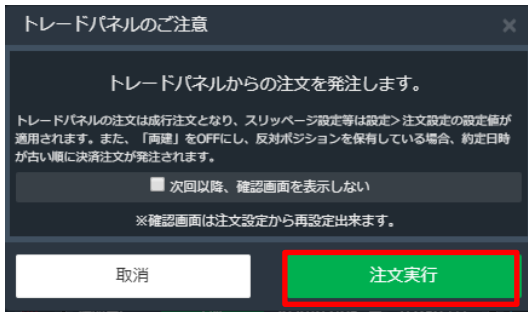 トレードパネルのご注意
×
トレードパネルからの注文を発注します。
トレードパネルの注文は成行注文となり、スリッページ設定等は設定＞注文設定の設定値が
適用されます。また、「両建」をOFFにし、反対ポジションを保有している場合、約定日時
が古い順に決済注文が発注されます。
次回以降、確認画面を表示しない
※確認画面は注文設定から再設定出来ます。
取消
注文実行